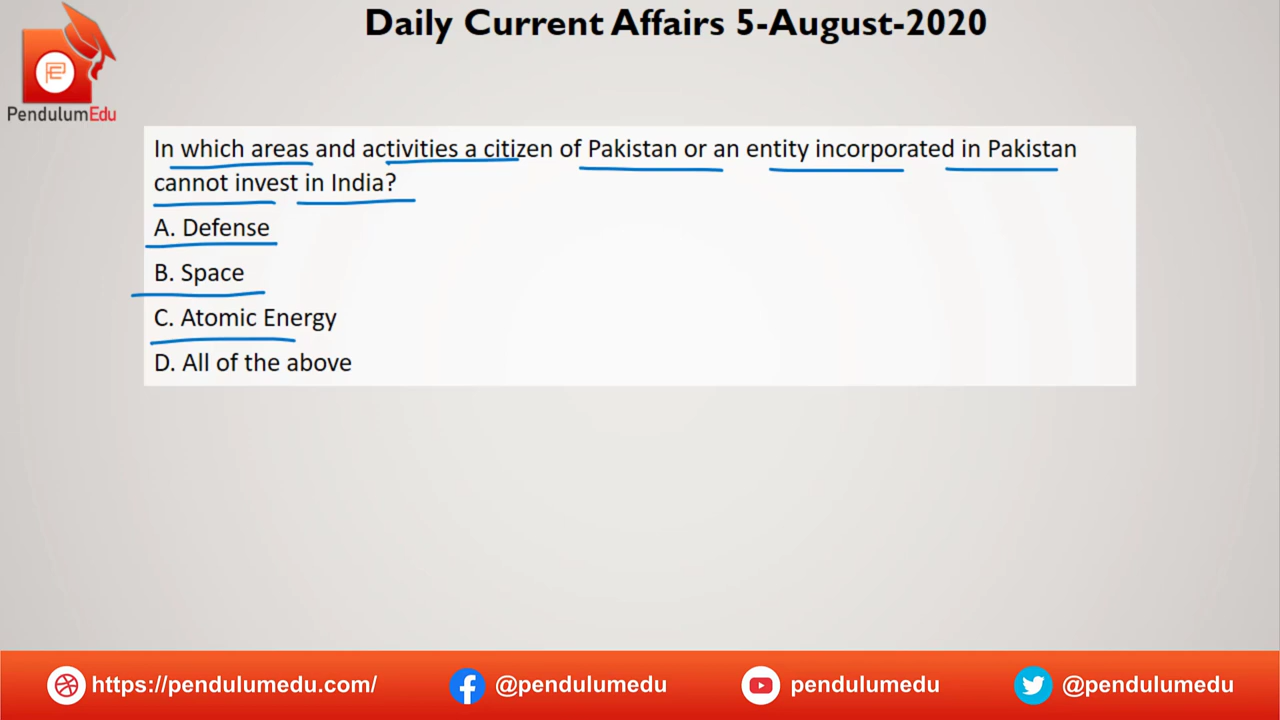 Daily Current Affairs 5-August-2020
PendulumEdu
In which areas and activities a citizen of Pakistan or an entity incorporated in Pakistan
cannot invest in India?
A. Defense
B. Space
C. Atomic Energy
D. All of the above
https://pendulumedu.com/ @pendulumedu pendulumedu @pendulumedu